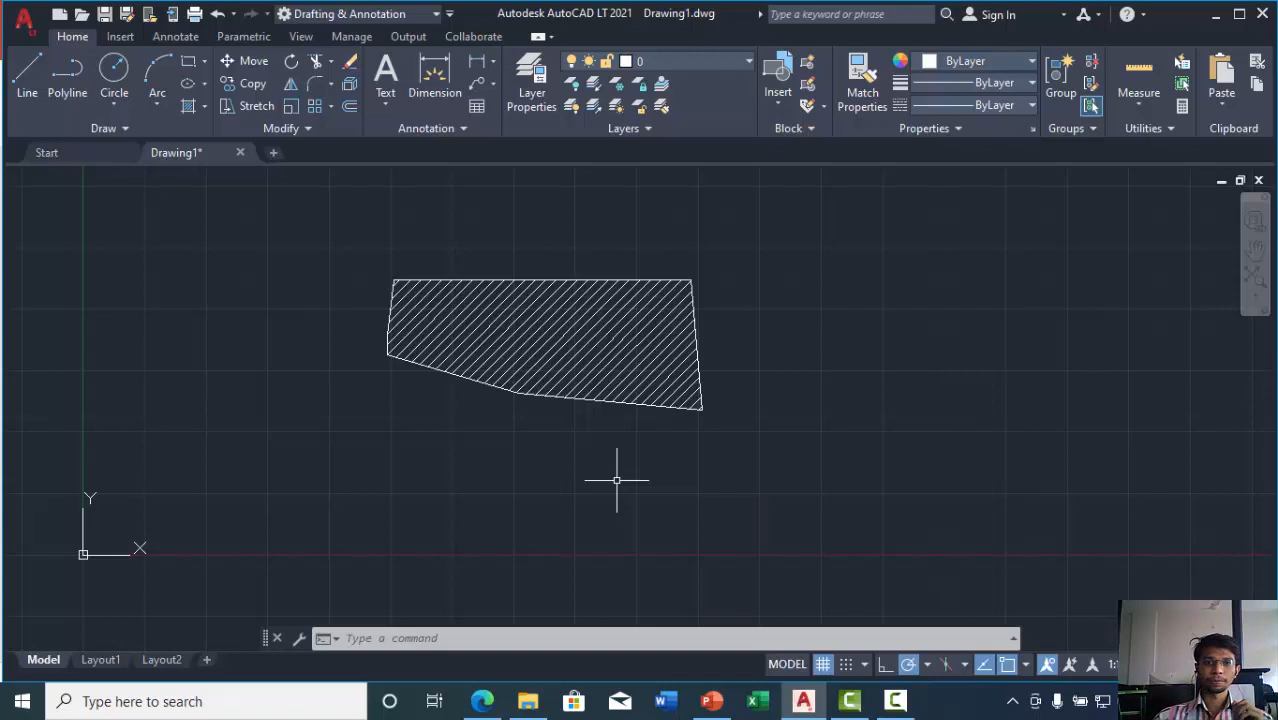 LT
Drafting & Annotation
Autodesk AutoCAD LT 2021 Drawing1.dwg
Type a keyword or phrase
Sign In
Home Insert Annotate Parametric View Manage Output Collaborate
Line Polyline Circle Arc
Move
Copy
Stretch
Text Dimension
Layer
Properties
0
Insert
Match
Properties
ByLayer
ByLayer
ByLayer
Group
Measure
Paste
Draw Modify Annotation Layers Block Properties Groups Utilities Clipboard
Start Drawing1*
Y
X
Type a command
Model Layout1 Layout2
MODEL
Type here to search